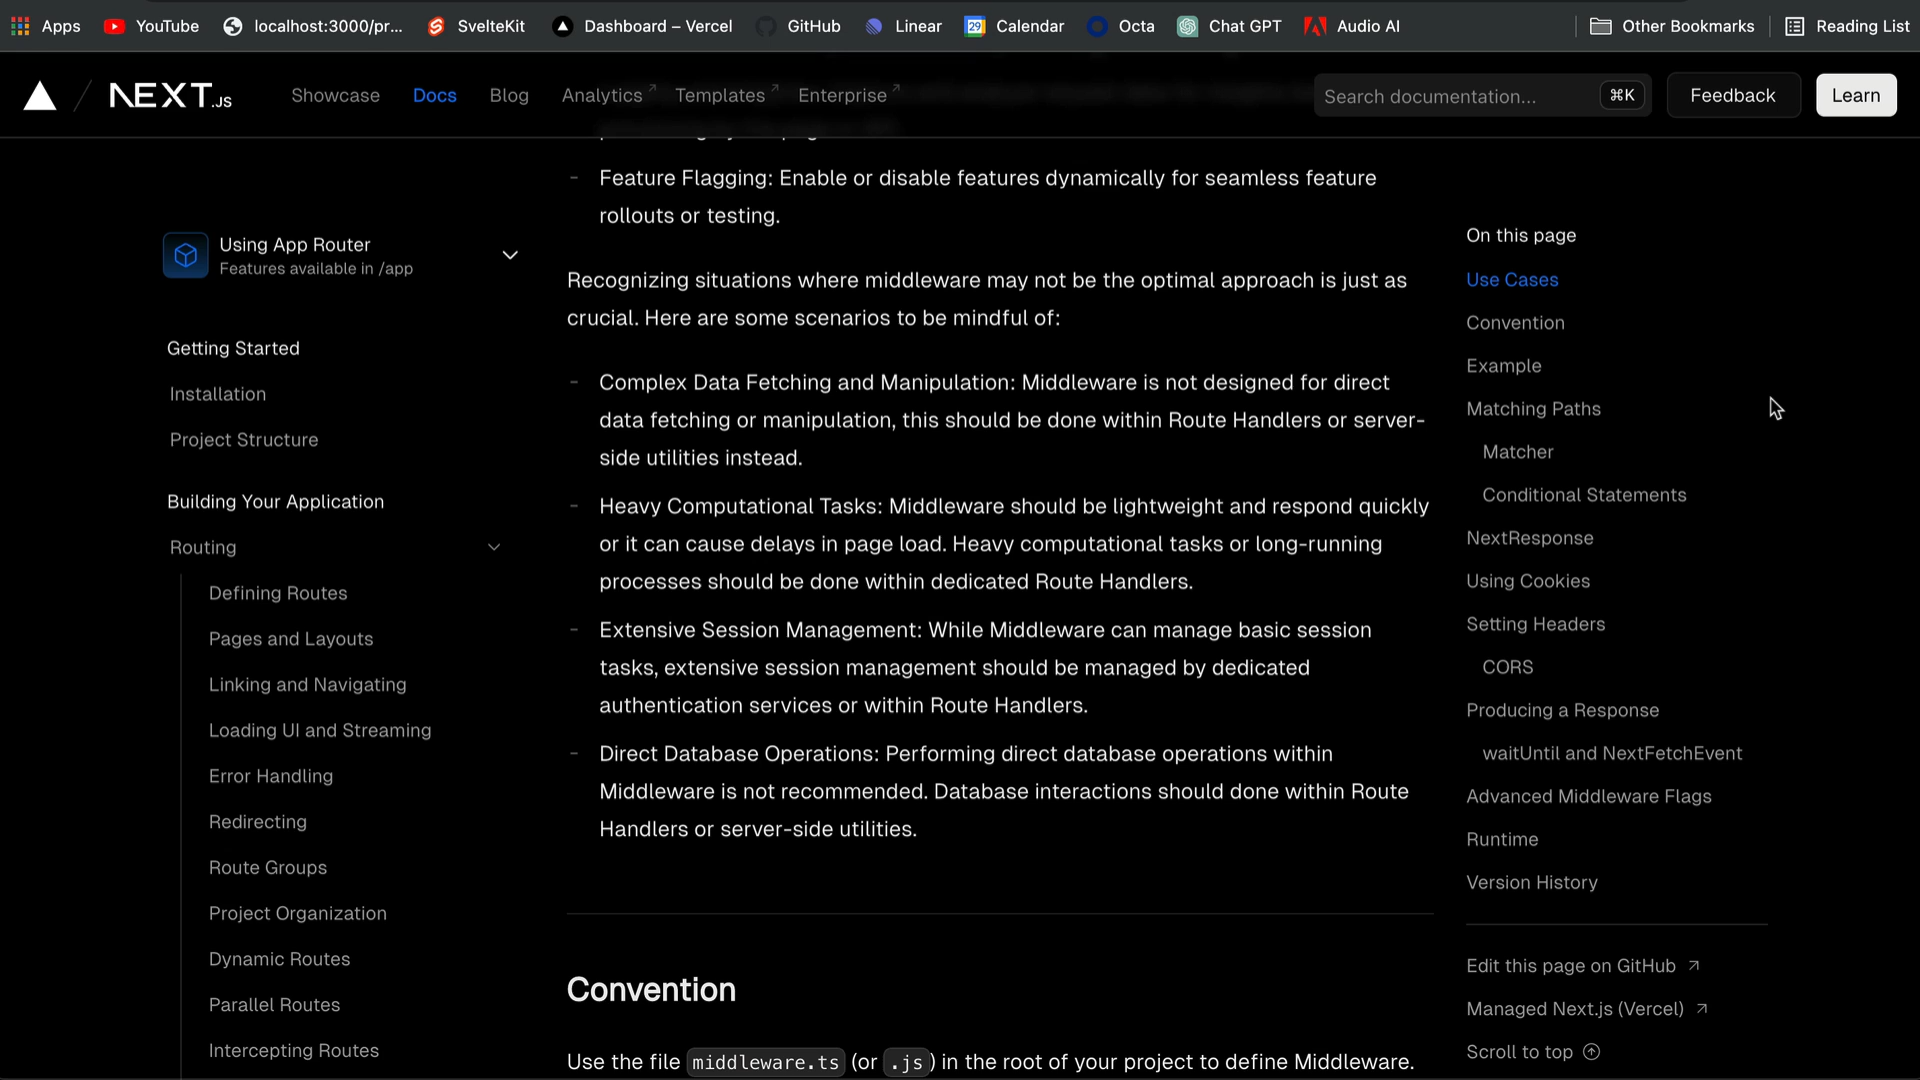 Apps YouTube localhost:3000/pr... SvelteKit Dashboard – Vercel GitHub Linear 29 Calendar Octa Chat GPT Audio AI Other Bookmarks Reading List
NEXT.JS Showcase Docs Blog Analytics Templates Enterprise Search documentation... ⌘K Feedback Learn
Using App Router
Features available in /app
Getting Started
Installation
Project Structure
Building Your Application
Routing
Defining Routes
Pages and Layouts
Linking and Navigating
Loading UI and Streaming
Error Handling
Redirecting
Route Groups
Project Organization
Dynamic Routes
Parallel Routes
Intercepting Routes
- Feature Flagging: Enable or disable features dynamically for seamless feature
rollouts or testing.
Recognizing situations where middleware may not be the optimal approach is just as
crucial. Here are some scenarios to be mindful of:
- Complex Data Fetching and Manipulation: Middleware is not designed for direct
data fetching or manipulation, this should be done within Route Handlers or server-
side utilities instead.
- Heavy Computational Tasks: Middleware should be lightweight and respond quickly
or it can cause delays in page load. Heavy computational tasks or long-running
processes should be done within dedicated Route Handlers.
- Extensive Session Management: While Middleware can manage basic session
tasks, extensive session management should be managed by dedicated
authentication services or within Route Handlers.
- Direct Database Operations: Performing direct database operations within
Middleware is not recommended. Database interactions should done within Route
Handlers or server-side utilities.
Convention
Use the file middleware.ts (or .js) in the root of your project to define Middleware.
On this page
Use Cases
Convention
Example
Matching Paths
Matcher
Conditional Statements
NextResponse
Using Cookies
Setting Headers
CORS
Producing a Response
waitUntil and NextFetchEvent
Advanced Middleware Flags
Runtime
Version History
Edit this page on GitHub
Managed Next.js (Vercel)
Scroll to top